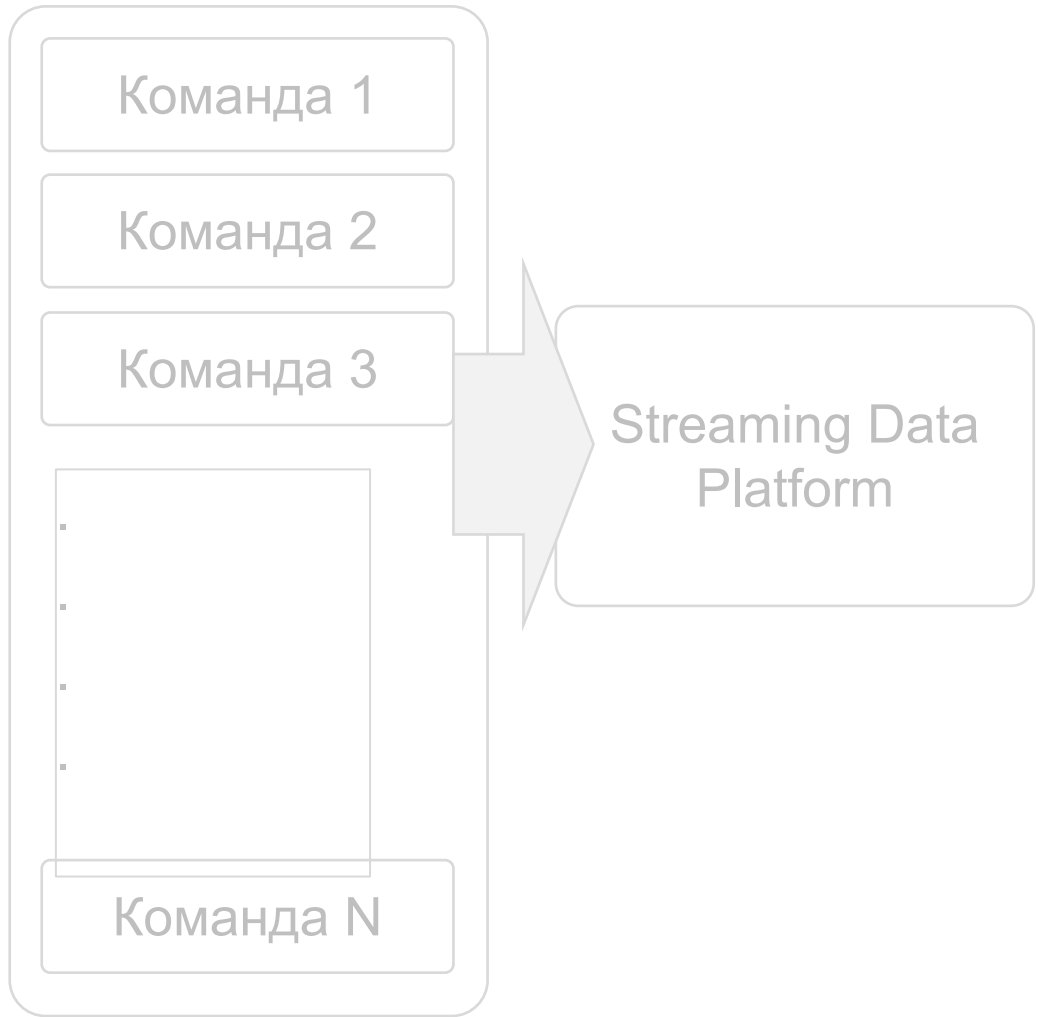 Команда 1
Команда 2
Команда 3
Streaming Data
Platform
Команда N